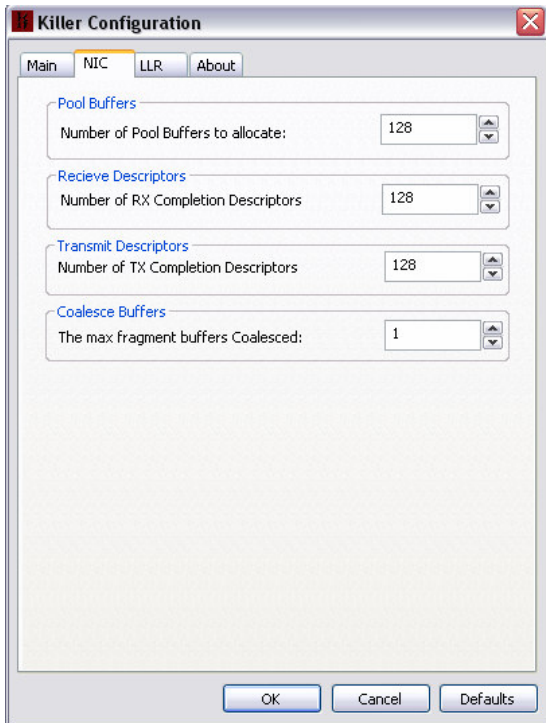 Killer Configuration
Main NIC LLR About
Pool Buffers
Number of Pool Buffers to allocate: 128
Recieve Descriptors
Number of RX Completion Descriptors 128
Transmit Descriptors
Number of TX Completion Descriptors 128
Coalesce Buffers
The max fragment buffers Coalesced: 1
OK Cancel Defaults